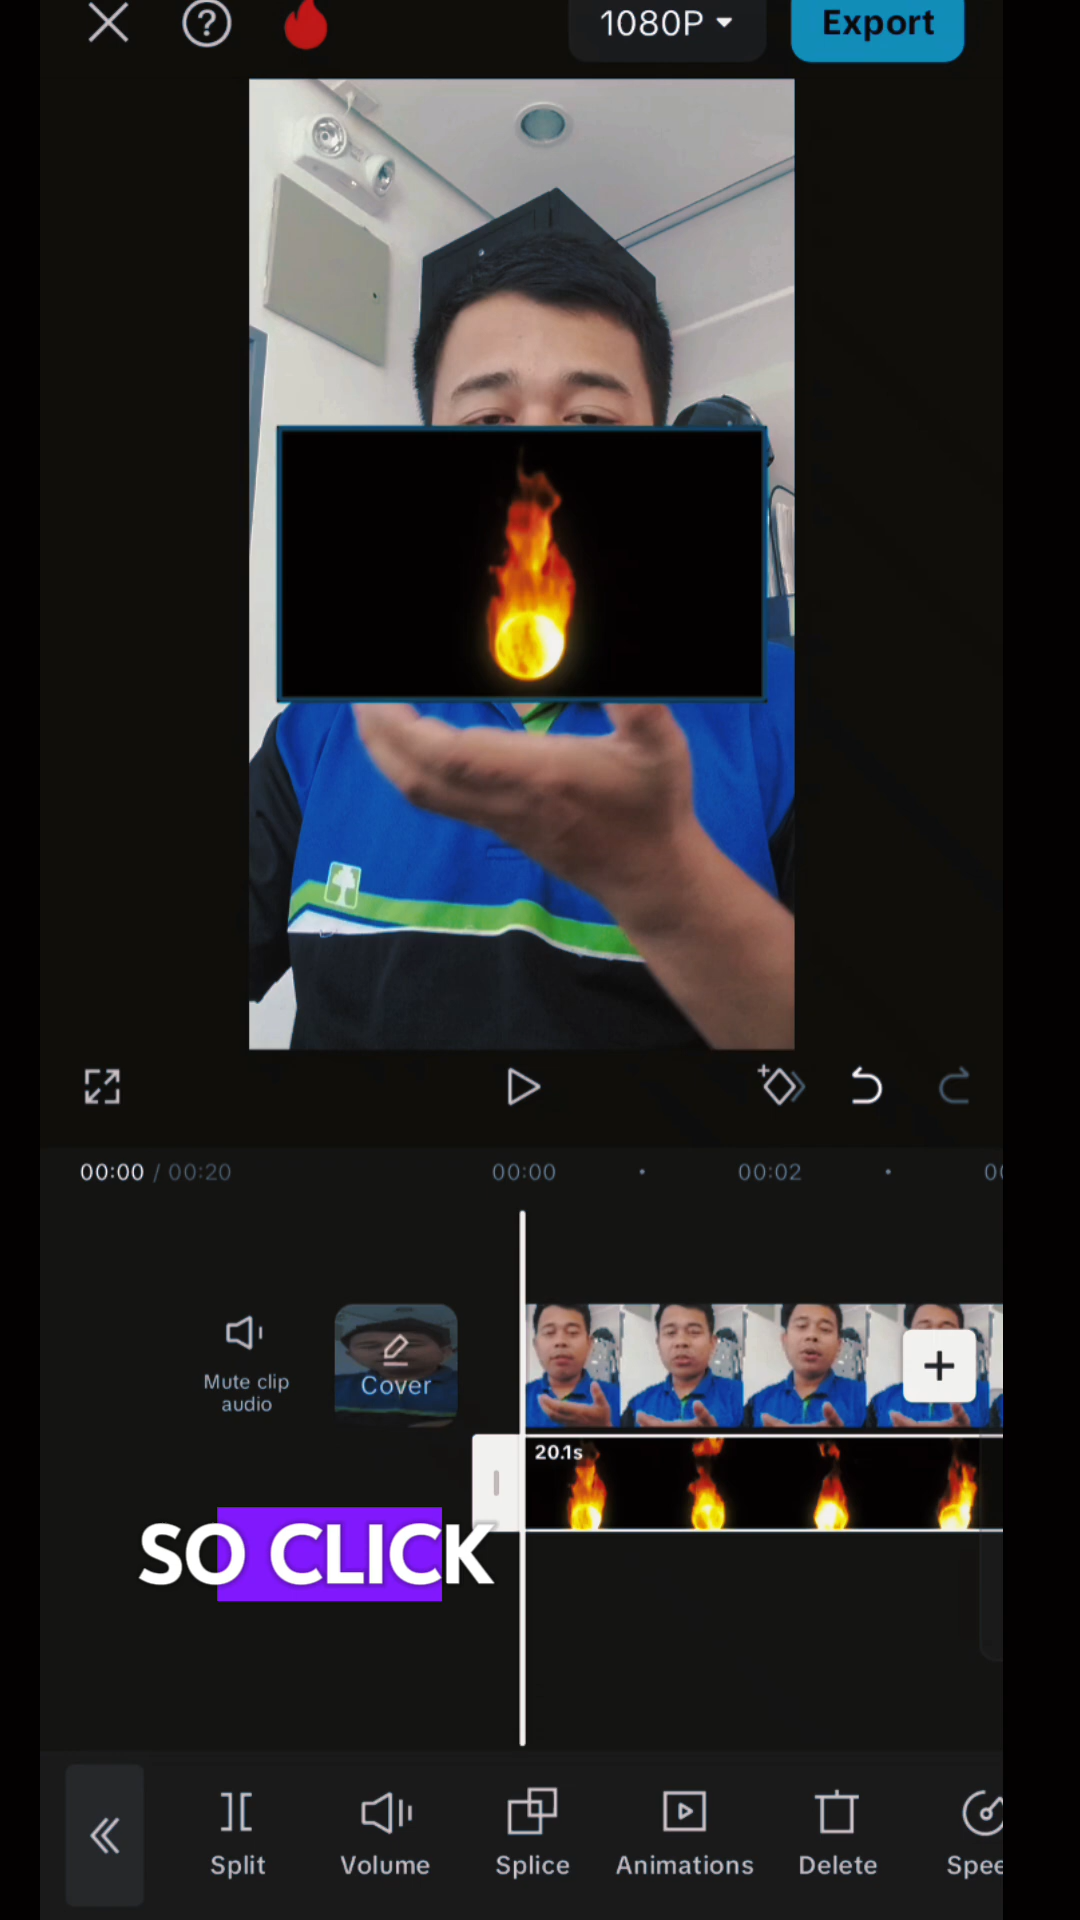 1080P
Export
00:00 / 00:20
00:00
00:02
Mute clip
audio
Cover
20.1s
SO CLICK
Split
Volume
Splice
Animations
Delete